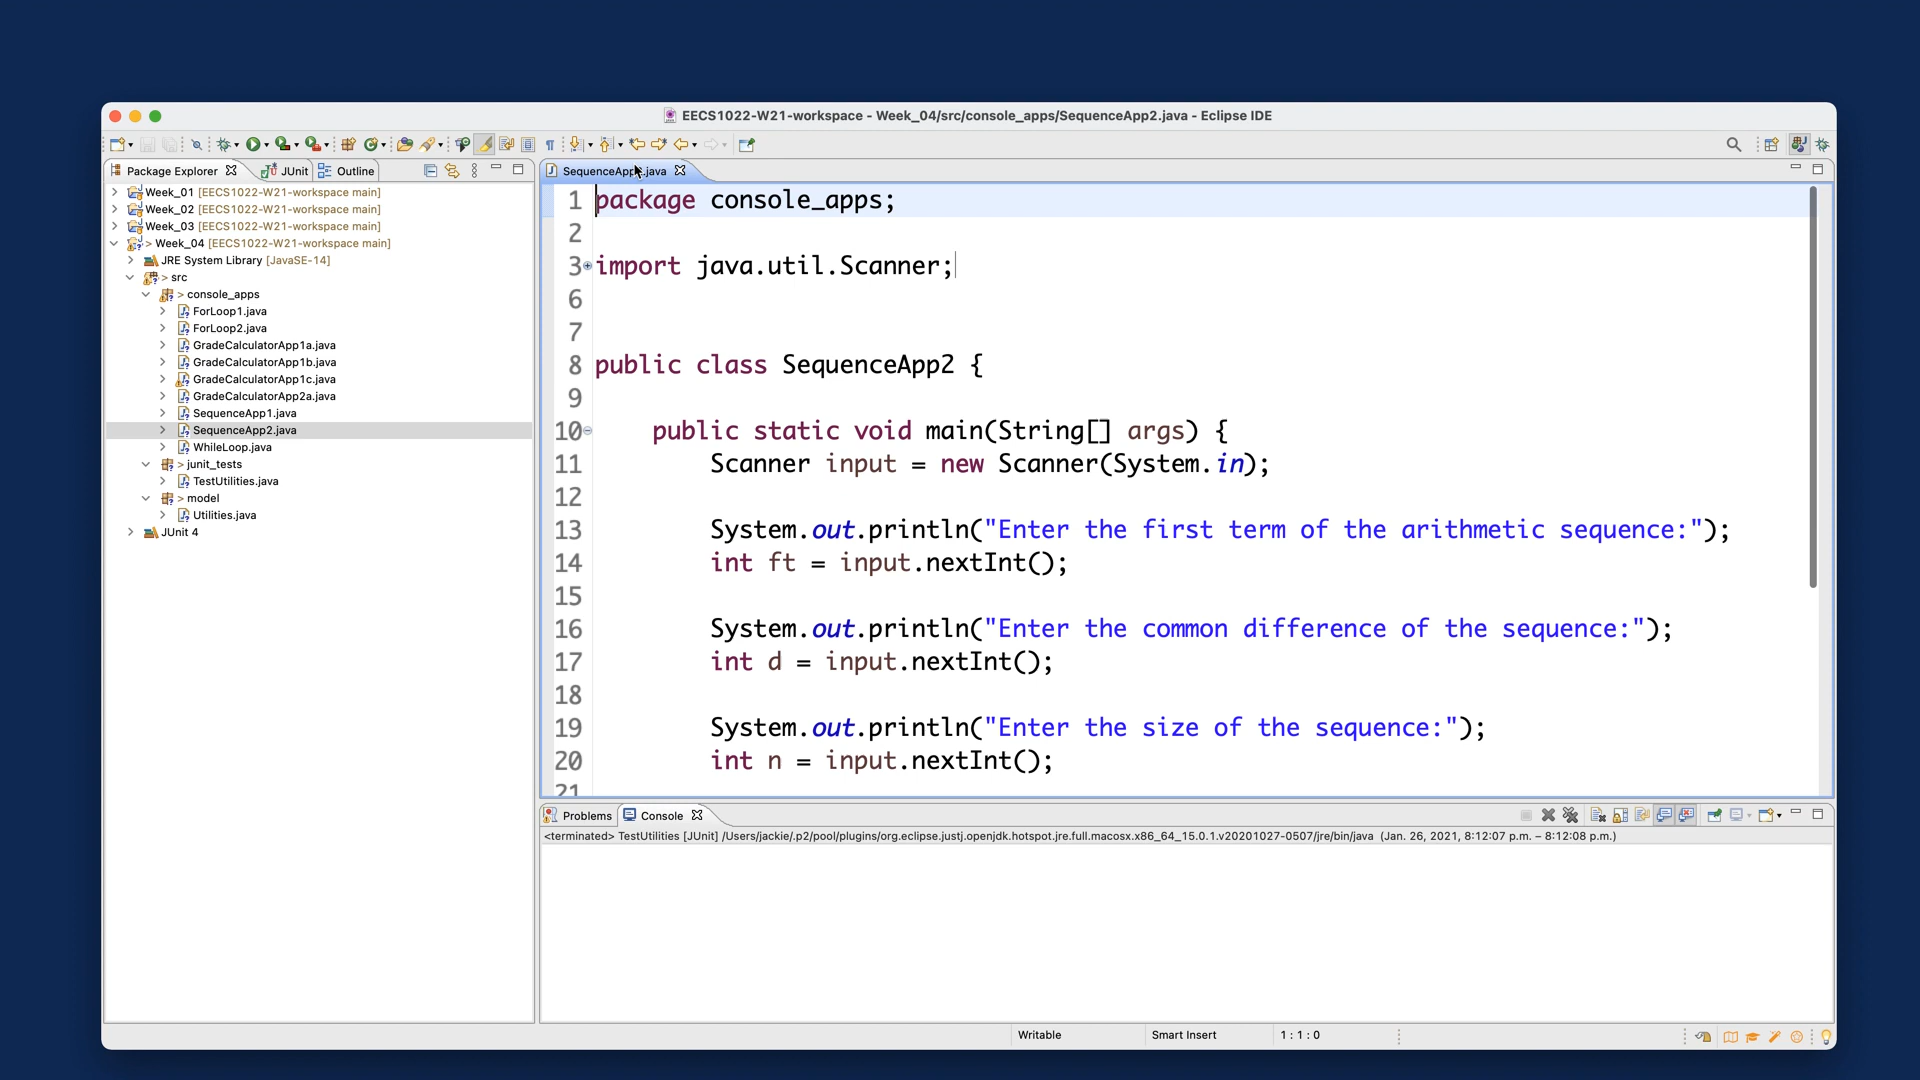 EECS1022-W21-workspace - Week_04/src/console_apps/SequenceApp2.java - Eclipse IDE
Package Explorer
JUnit
Outline
Week_01 [EECS1022-W21-workspace main]
Week_02 [EECS1022-W21-workspace main]
Week_03 [EECS1022-W21-workspace main]
> Week_04 [EECS1022-W21-workspace main]
JRE System Library [JavaSE-14]
> src
> console_apps
ForLoop1.java
ForLoop2.java
GradeCalculatorApp1a.java
GradeCalculatorApp1b.java
GradeCalculatorApp1c.java
GradeCalculatorApp2a.java
SequenceApp1.java
SequenceApp2.java
WhileLoop.java
> junit_tests
TestUtilities.java
> model
Utilities.java
JUnit 4
1 package console_apps;
2
3 import java.util.Scanner;
6
7
8 public class SequenceApp2 {
9
10 public static void main(String[] args) {
11 Scanner input = new Scanner(System.in);
12
13 System.out.println("Enter the first term of the arithmetic sequence:");
14 int ft = input.nextInt();
15
16 System.out.println("Enter the common difference of the sequence:");
17 int d = input.nextInt();
18
19 System.out.println("Enter the size of the sequence:");
20 int n = input.nextInt();
21
Problems
Console
<terminated> TestUtilities [JUnit] /Users/jackie/.p2/pool/plugins/org.eclipse.justj.openjdk.hotspot.jre.full.macosx.x86_64_15.0.1.v20201027-0507/jre/bin/java (Jan. 26, 2021, 8:12:07 p.m. – 8:12:08 p.m.)
Writable
Smart Insert
1 : 1 : 0